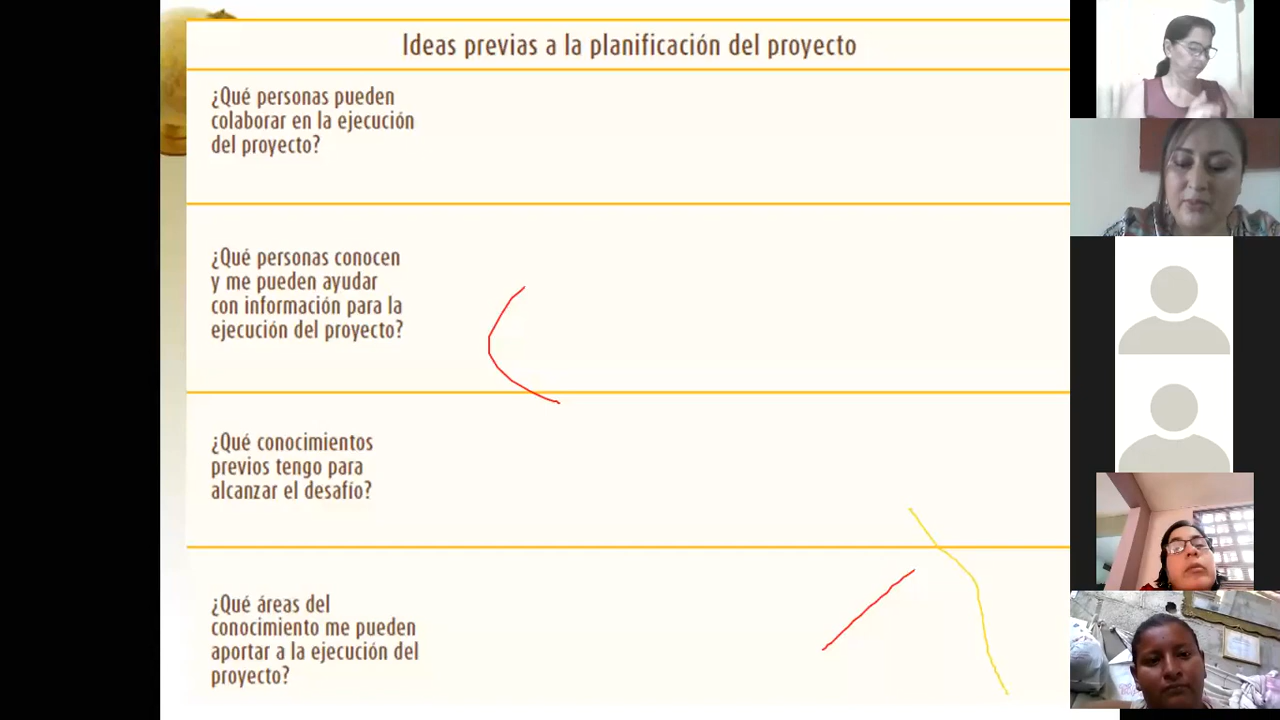 Ideas previas a la planificación del proyecto
¿Qué personas pueden
colaborar en la ejecución
del proyecto?
¿Qué personas conocen
y me pueden ayudar
con información para la
ejecución del proyecto?
¿Qué conocimientos
previos tengo para
alcanzar el desafío?
¿Qué áreas del
conocimiento me pueden
aportar a la ejecución del
proyecto?